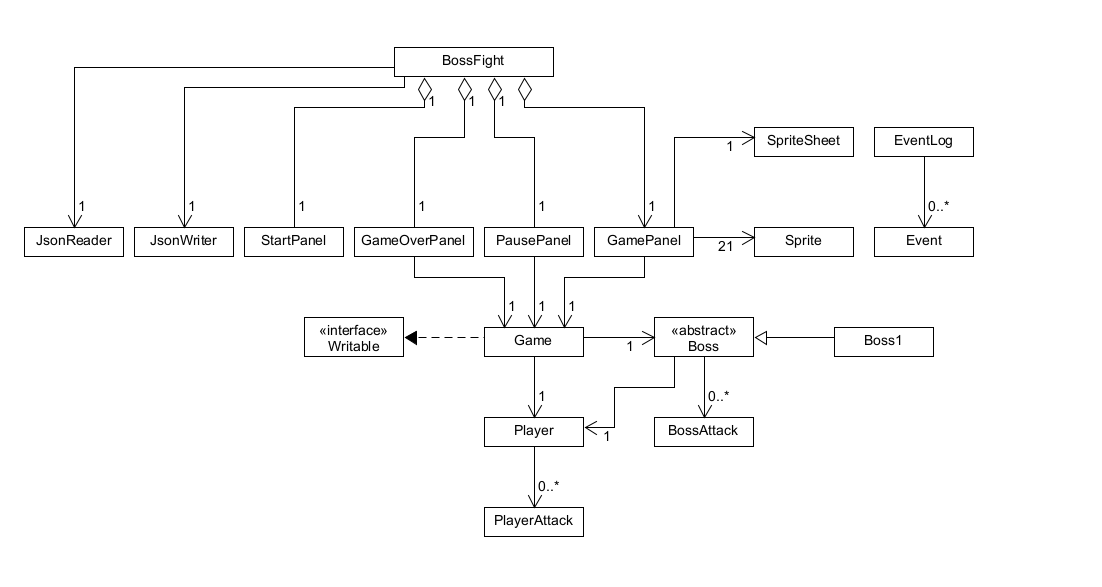 BossFight
1
1
1
SpriteSheet
EventLog
1
1
1
1
1
1
1
0..*
JsonReader
JsonWriter
StartPanel
GameOverPanel
PausePanel
GamePanel
21
Sprite
Event
1
1
1
«interface»
Writable
Game
1
«abstract»
Boss
Boss1
1
0..*
Player
1
BossAttack
0..*
PlayerAttack